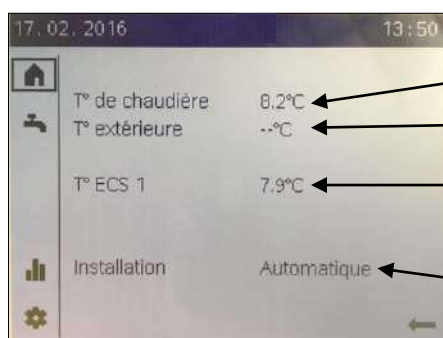 17. 02. 2016 13:50
T° de chaudière 8.2°C
T° extérieure --°C
T° ECS 1 7.9°C
Installation Automatique